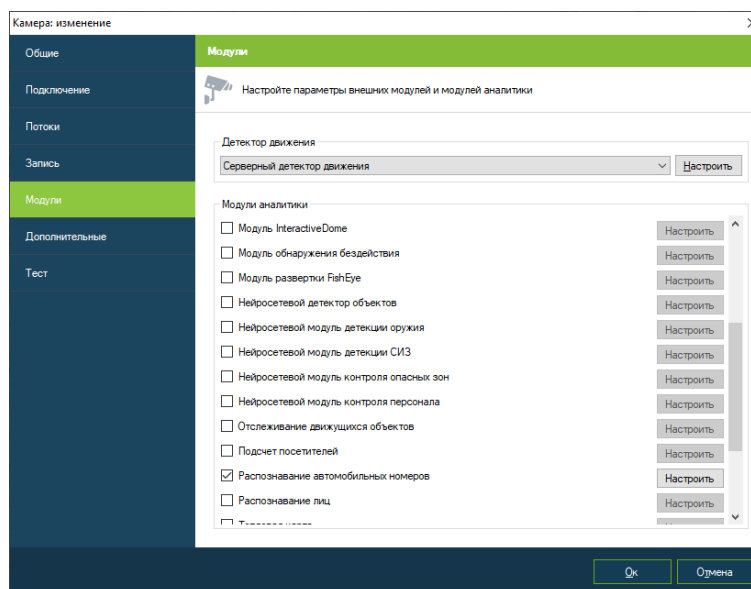 Камера: изменение
Общие
Подключение
Потоки
Запись
Модули
Дополнительные
Тест
Модули
Настройте параметры внешних модулей и модулей аналитики
Детектор движения
Серверный детектор движения Настроить
Модули аналитики
Модуль InteractiveDome Настроить
Модуль обнаружения бездействия Настроить
Модуль развертки FishEye Настроить
Нейросетевой детектор объектов Настроить
Нейросетевой модуль детекции оружия Настроить
Нейросетевой модуль детекции СИЗ Настроить
Нейросетевой модуль контроля опасных зон Настроить
Нейросетевой модуль контроля персонала Настроить
Отслеживание движущихся объектов Настроить
Подсчет посетителей Настроить
Распознавание автомобильных номеров Настроить
Распознавание лиц Настроить
Ок Отмена